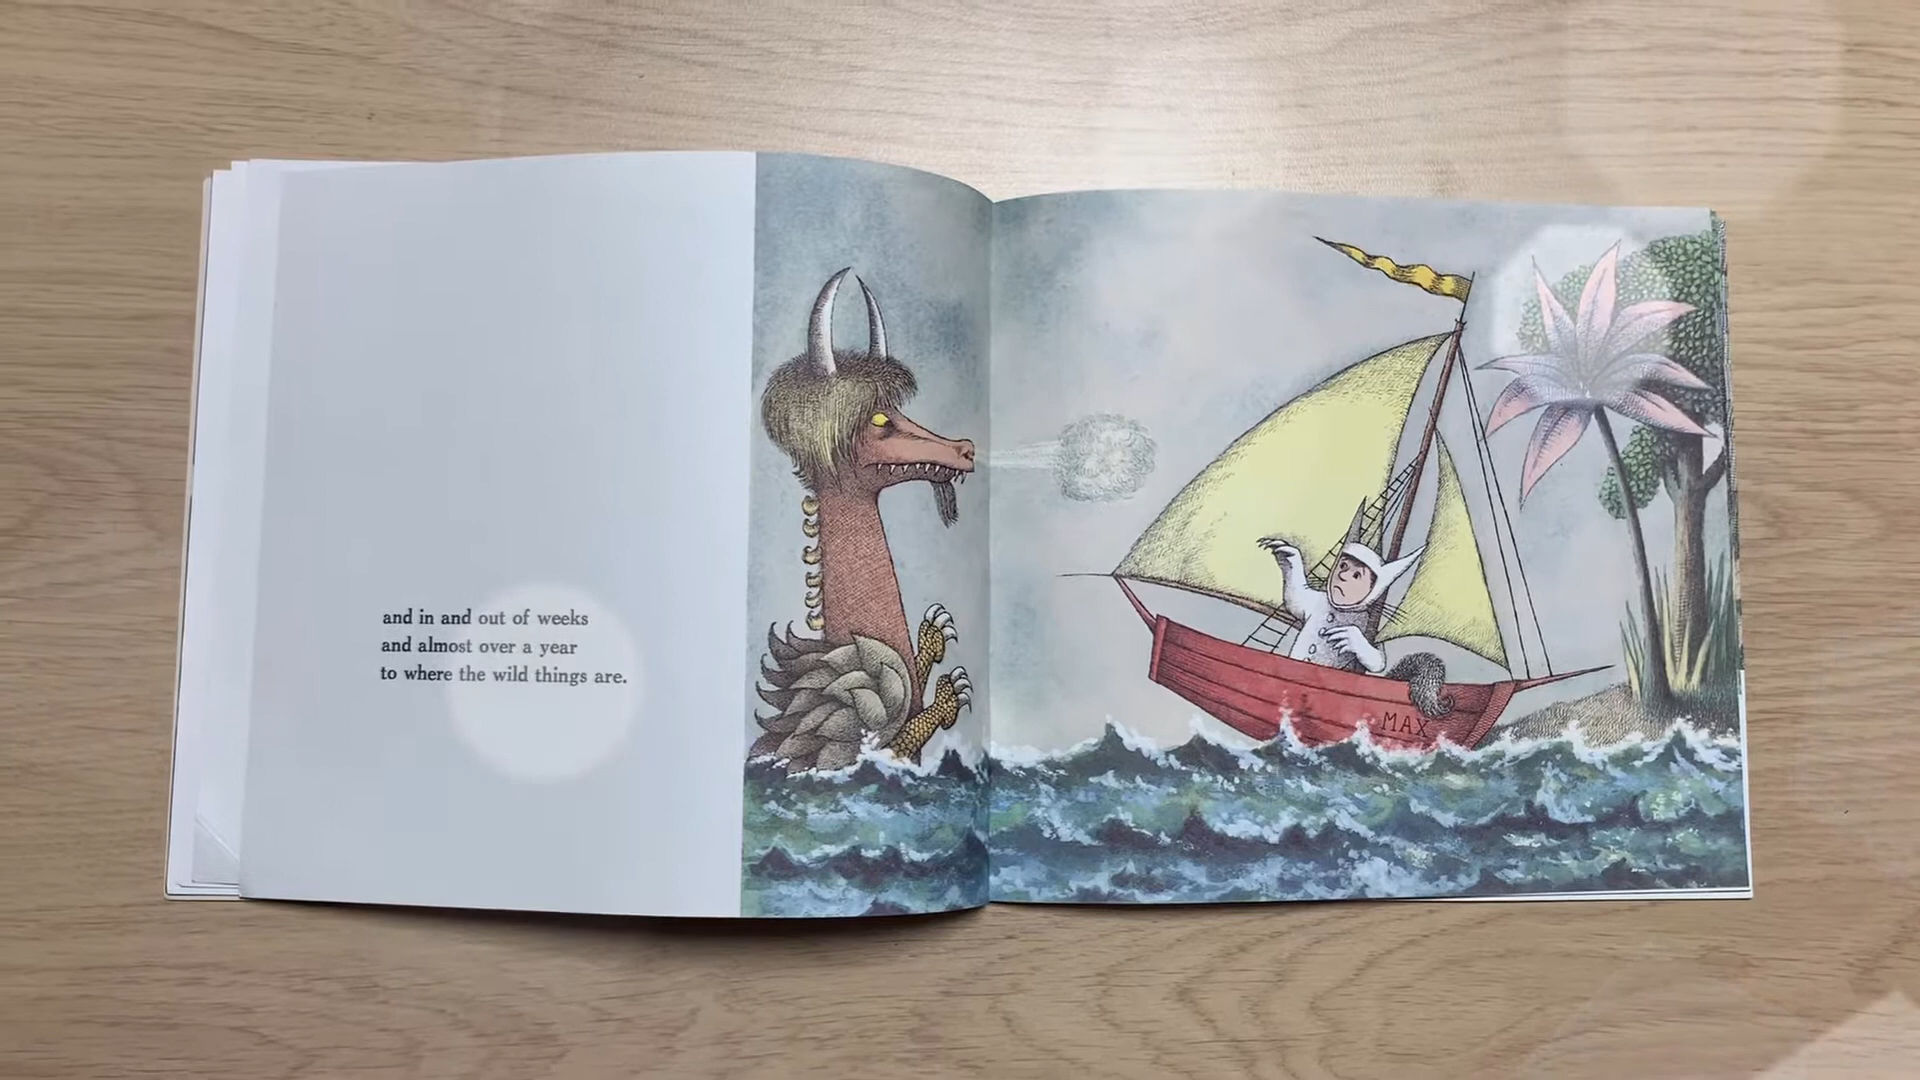 and in and out of weeks
and almost over a year
to where the wild things are.
MAX